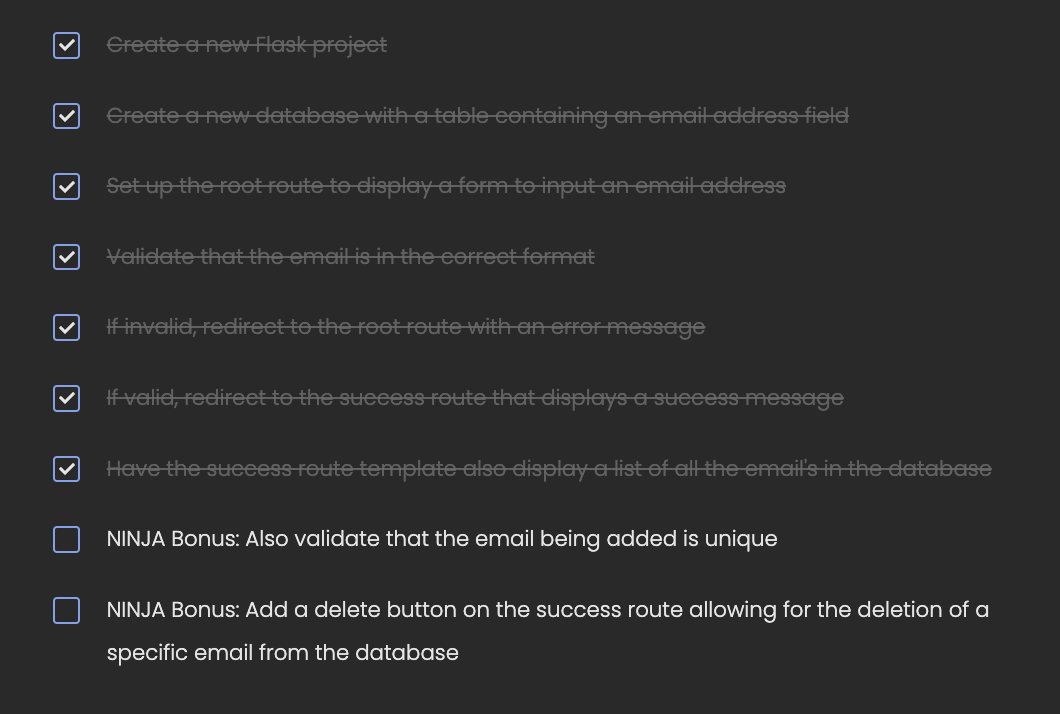 Create a new Flask project
Create a new database with a table containing an email address field
Set up the root route to display a form to input an email address
Validate that the email is in the correct format
If invalid, redirect to the root route with an error message
If valid, redirect to the success route that displays a success message
Have the success route template also display a list of all the email's in the database
NINJA Bonus: Also validate that the email being added is unique
NINJA Bonus: Add a delete button on the success route allowing for the deletion of a
specific email from the database